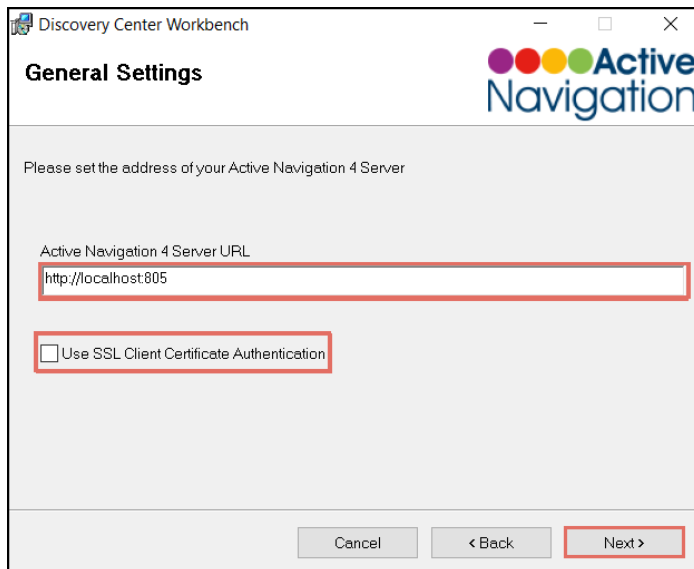 Discovery Center Workbench
General Settings
Active
Navigation
Please set the address of your Active Navigation 4 Server
Active Navigation 4 Server URL
http://localhost:805
Use SSL Client Certificate Authentication
Cancel
< Back
Next >